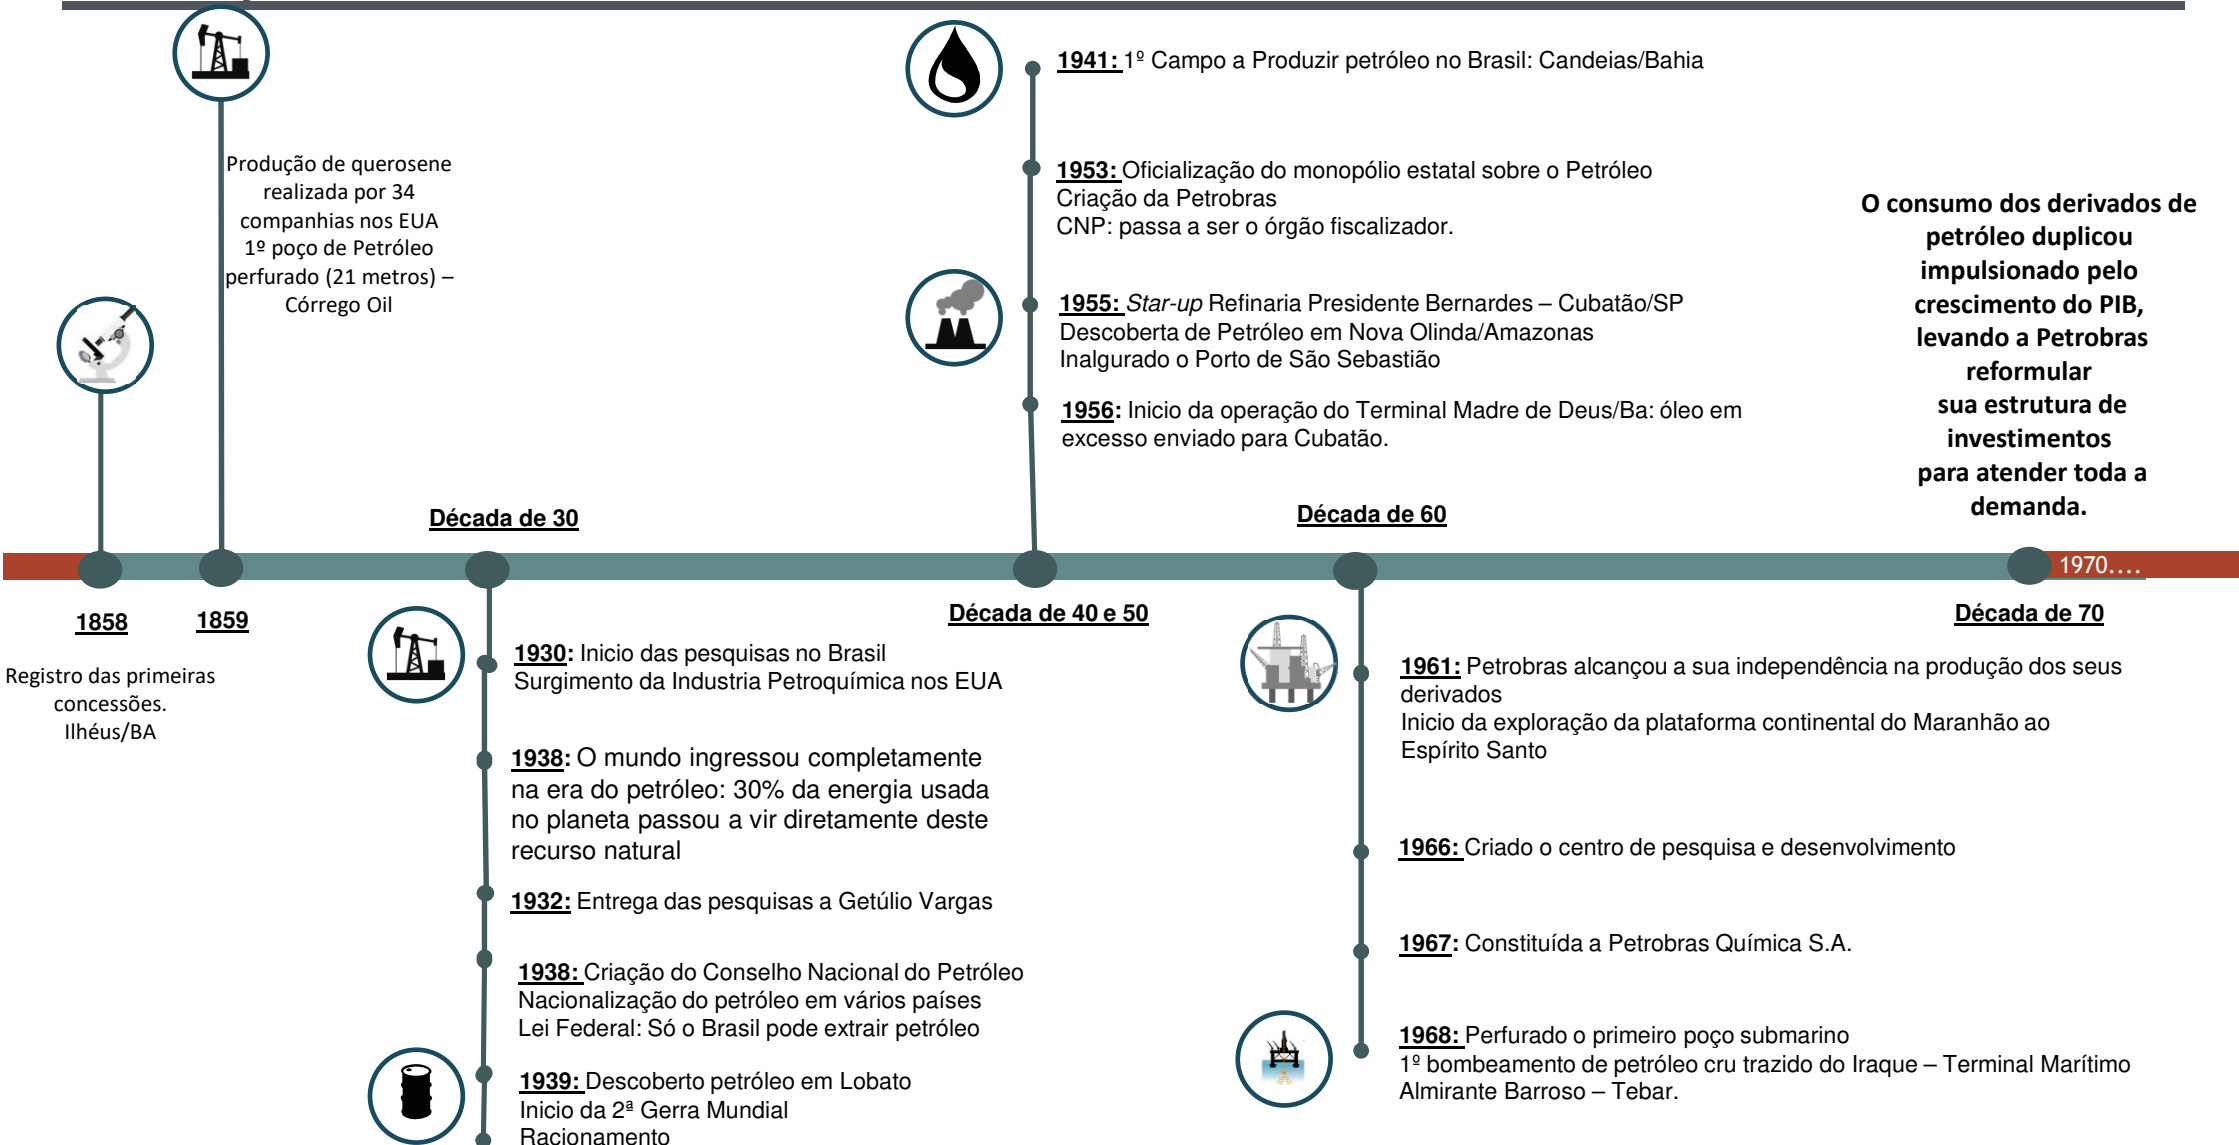 1941: 1º Campo a Produzir petróleo no Brasil: Candeias/Bahia
Produção de querosene
realizada por 34
companhias nos EUA
1º poço de Petróleo
perfurado (21 metros) –
Córrego Oil
1953: Oficialização do monopólio estatal sobre o Petróleo
Criação da Petrobras
CNP: passa a ser o órgão fiscalizador.
1955: Star-up Refinaria Presidente Bernardes – Cubatão/SP
Descoberta de Petróleo em Nova Olinda/Amazonas
Inalgurado o Porto de São Sebastião
1956: Inicio da operação do Terminal Madre de Deus/Ba: óleo em
excesso enviado para Cubatão.
O consumo dos derivados de
petróleo duplicou
impulsionado pelo
crescimento do PIB,
levando a Petrobras
reformular
sua estrutura de
investimentos
para atender toda a
demanda.
Década de 30
Década de 60
1970....
1858
1859
Década de 40 e 50
Década de 70
Registro das primeiras
concessões.
Ilhéus/BA
1930: Inicio das pesquisas no Brasil
Surgimento da Industria Petroquímica nos EUA
1938: O mundo ingressou completamente
na era do petróleo: 30% da energia usada
no planeta passou a vir diretamente deste
recurso natural
1932: Entrega das pesquisas a Getúlio Vargas
1938: Criação do Conselho Nacional do Petróleo
Nacionalização do petróleo em vários países
Lei Federal: Só o Brasil pode extrair petróleo
1939: Descoberto petróleo em Lobato
Inicio da 2ª Gerra Mundial
Racionamento
1961: Petrobras alcançou a sua independência na produção dos seus
derivados
Inicio da exploração da plataforma continental do Maranhão ao
Espírito Santo
1966: Criado o centro de pesquisa e desenvolvimento
1967: Constituída a Petrobras Química S.A.
1968: Perfurado o primeiro poço submarino
1º bombeamento de petróleo cru trazido do Iraque – Terminal Marítimo
Almirante Barroso – Tebar.